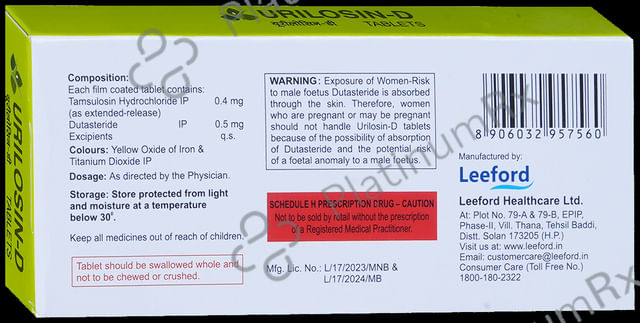 URILOSIN-D
TABLETS
यूरीलोसिन-डी
URILOSIN-D
TABLETS
Composition:
Each film coated tablet contains:
Tamsulosin Hydrochloride IP 0.4 mg
(as extended-release)
Dutasteride IP 0.5 mg
Excipients q.s.
Colours: Yellow Oxide of Iron &
Titanium Dioxide IP
Dosage: As directed by the Physician.
Storage: Store protected from light
and moisture at a temperature
below 30°.
Keep all medicines out of reach of children.
Tablet should be swallowed whole and
not to be chewed or crushed.
WARNING: Exposure of Women-Risk
to male foetus Dutasteride is absorbed
through the skin. Therefore, women
who are pregnant or may be pregnant
should not handle Urilosin-D tablets
because of the possibility of absorption
of Dutasteride and the potential risk
of a foetal anomaly to a male foetus.
SCHEDULE H PRESCRIPTION DRUG – CAUTION
Not to be sold by retail without the prescription
of a Registered Medical Practitioner.
Mfg. Lic. No.: L/17/2023/MNB &
L/17/2024/MB
8 906032 957560
Manufactured by:
Leeford
Leeford Healthcare Ltd.
At: Plot No. 79-A & 79-B, EPIP,
Phase-II, Vill. Thana, Tehsil Baddi,
Distt. Solan 173205 (H.P.)
Visit us at: www.leeford.in
Email: customercare@leeford.in
Consumer Care (Toll Free No.)
1800-180-2322
PlatinumRx